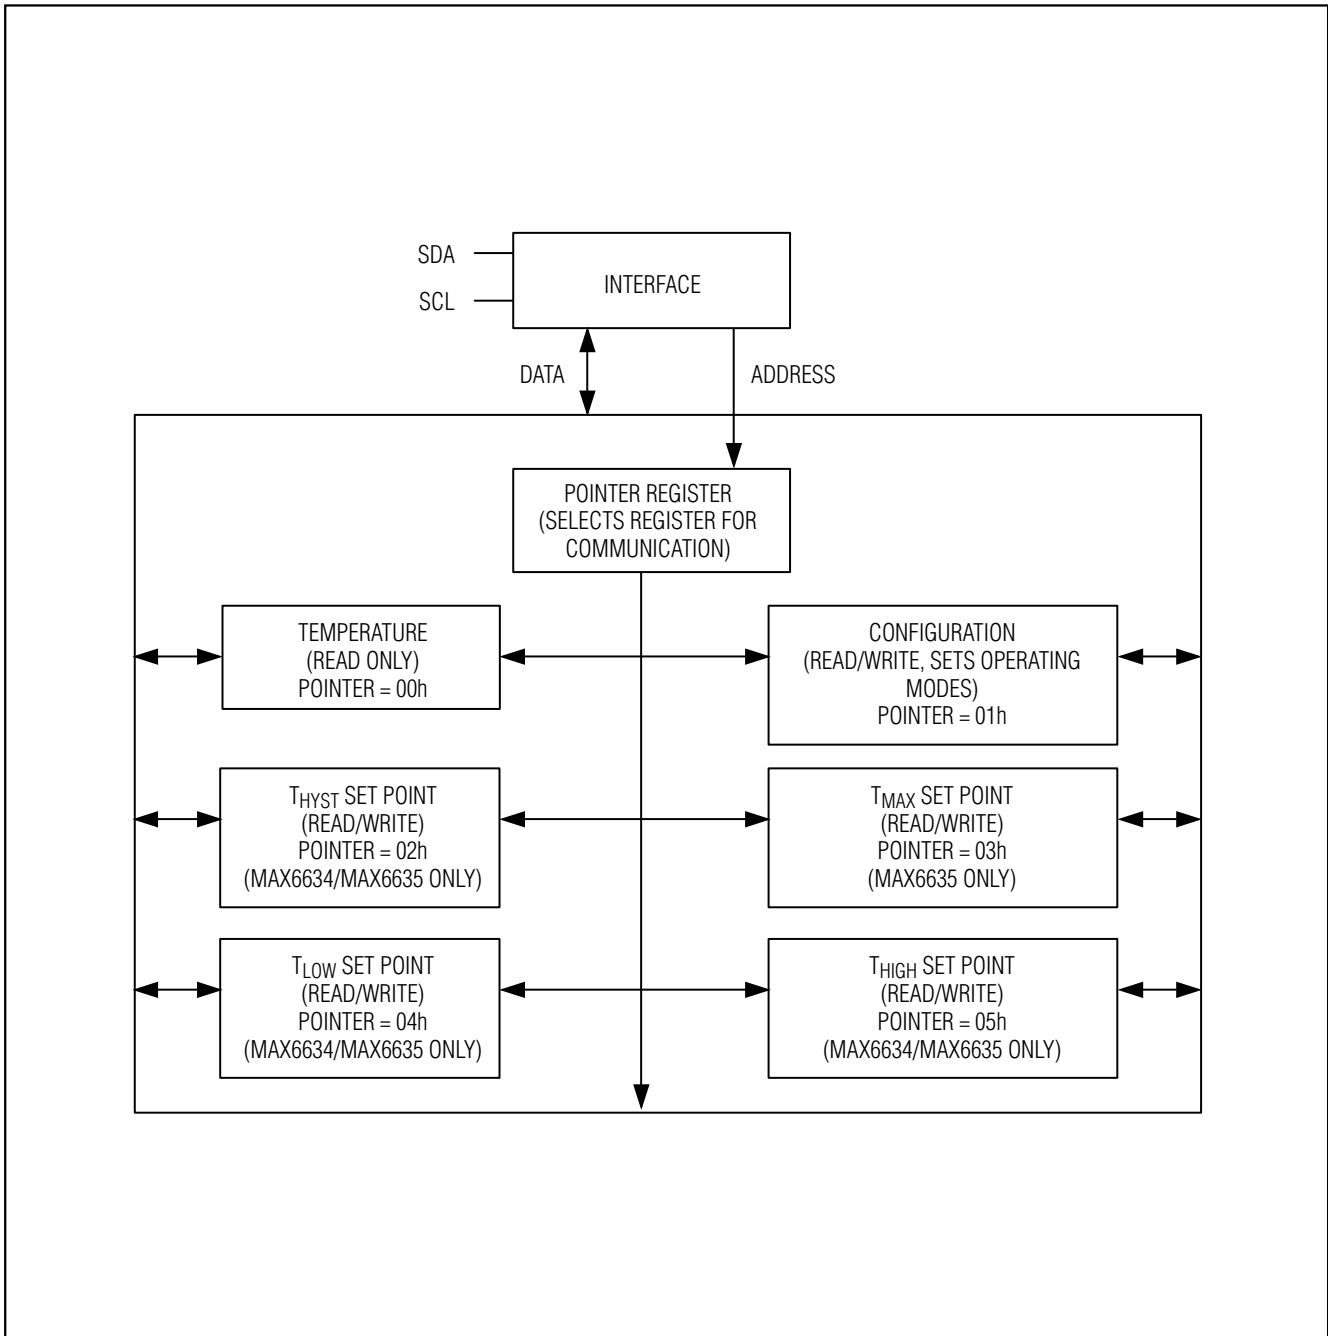 SDA
SCL
INTERFACE
DATA
ADDRESS
POINTER REGISTER
(SELECTS REGISTER FOR
COMMUNICATION)
TEMPERATURE
(READ ONLY)
POINTER = 00h
CONFIGURATION
(READ/WRITE, SETS OPERATING
MODES)
POINTER = 01h
THYST SET POINT
(READ/WRITE)
POINTER = 02h
(MAX6634/MAX6635 ONLY)
TMAX SET POINT
(READ/WRITE)
POINTER = 03h
(MAX6635 ONLY)
TLOW SET POINT
(READ/WRITE)
POINTER = 04h
(MAX6634/MAX6635 ONLY)
THIGH SET POINT
(READ/WRITE)
POINTER = 05h
(MAX6634/MAX6635 ONLY)